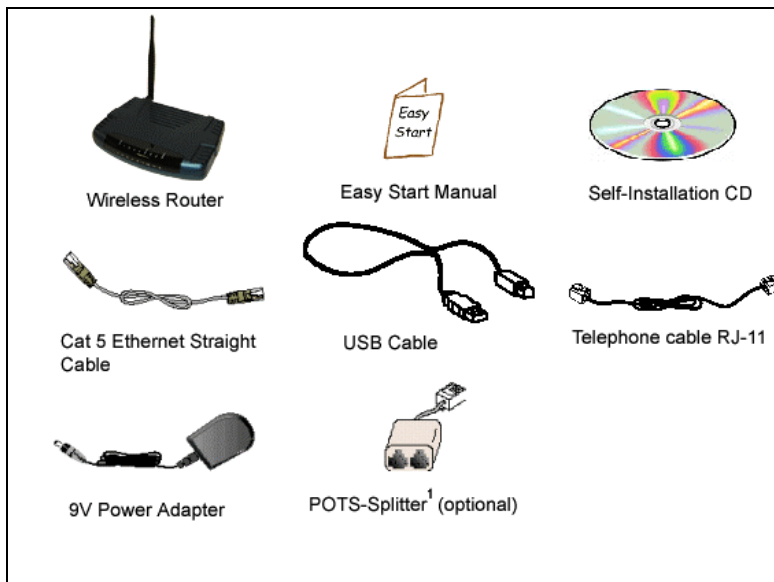 Easy
Start
Wireless Router
Easy Start Manual
Self-Installation CD
Cat 5 Ethernet Straight
Cable
USB Cable
Telephone cable RJ-11
9V Power Adapter
POTS-Splitter¹ (optional)